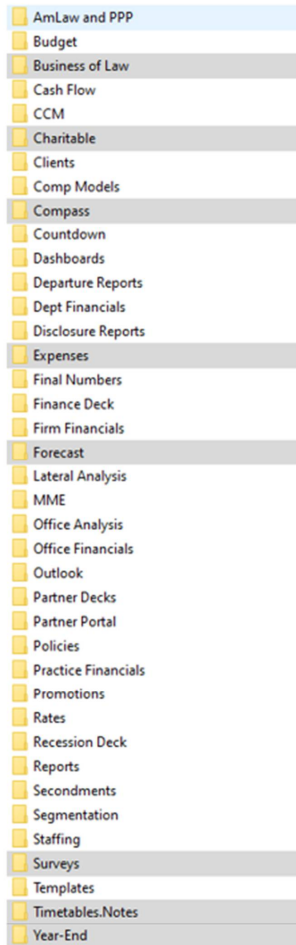 AmLaw and PPP
Budget
Business of Law
Cash Flow
CCM
Charitable
Clients
Comp Models
Compass
Countdown
Dashboards
Departure Reports
Dept Financials
Disclosure Reports
Expenses
Final Numbers
Finance Deck
Firm Financials
Forecast
Lateral Analysis
MME
Office Analysis
Office Financials
Outlook
Partner Decks
Partner Portal
Policies
Practice Financials
Promotions
Rates
Recession Deck
Reports
Secondments
Segmentation
Staffing
Surveys
Templates
Timetables.Notes
Year-End